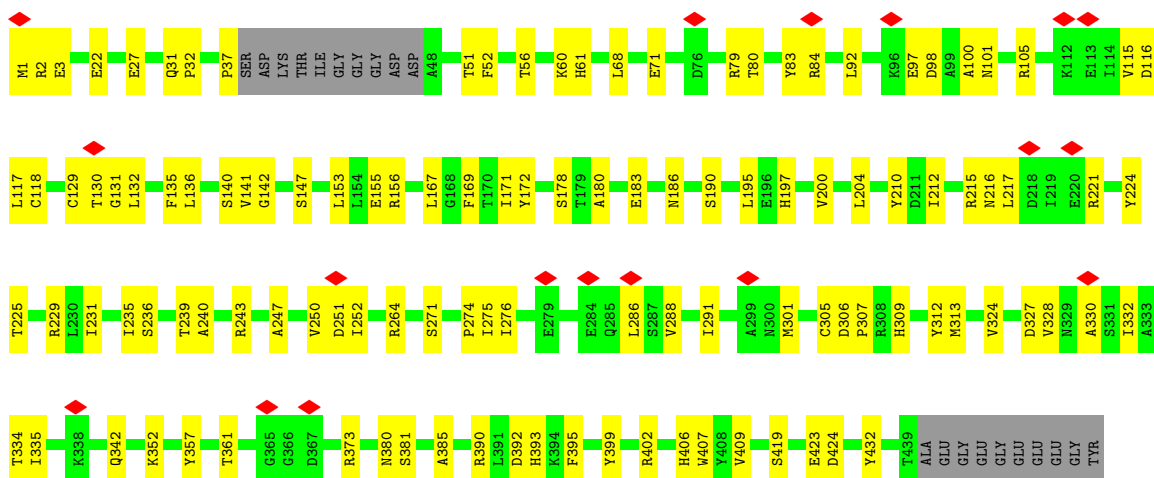 M1 R2 E3 E22 E27 Q31 P32 P37 SER ASP LYS THR ILE GLY GLY GLY ASP ASP A48 T51 F52 T56 K60 H61 L68 E71 D76 R79 T80 Y83 R84 L92 K96 E97 D98 A99 A100 N101 R105 K112 E113 I114 V115 D116
L117 C118 C129 T130 G131 L132 F135 L136 S140 V141 G142 S147 L153 L154 E155 R156 L167 G168 F169 T170 I171 Y172 S178 T179 A180 E183 N186 S190 L195 E196 H197 V200 L204 Y210 D211 I212 R215 N216 L217 D218 I219 E220 R221 Y224
T225 R229 L230 I231 I235 S236 T239 A240 R243 A247 V250 D251 I252 R264 S271 P274 I275 I276 E279 E284 Q285 L286 S287 V288 I291 A299 N300 M301 C305 D306 P307 R308 H309 Y312 M313 V324 D327 V328 N329 A330 S331 I332 A333
T334 I335 K338 Q342 K352 Y357 T361 G365 G366 D367 R373 N380 S381 A385 R390 L391 D392 H393 K394 F395 Y399 R402 H406 W407 Y408 V409 S419 E423 D424 Y432 T439 ALA GLU GLY GLU GLY GLU GLU GLU GLY TYR